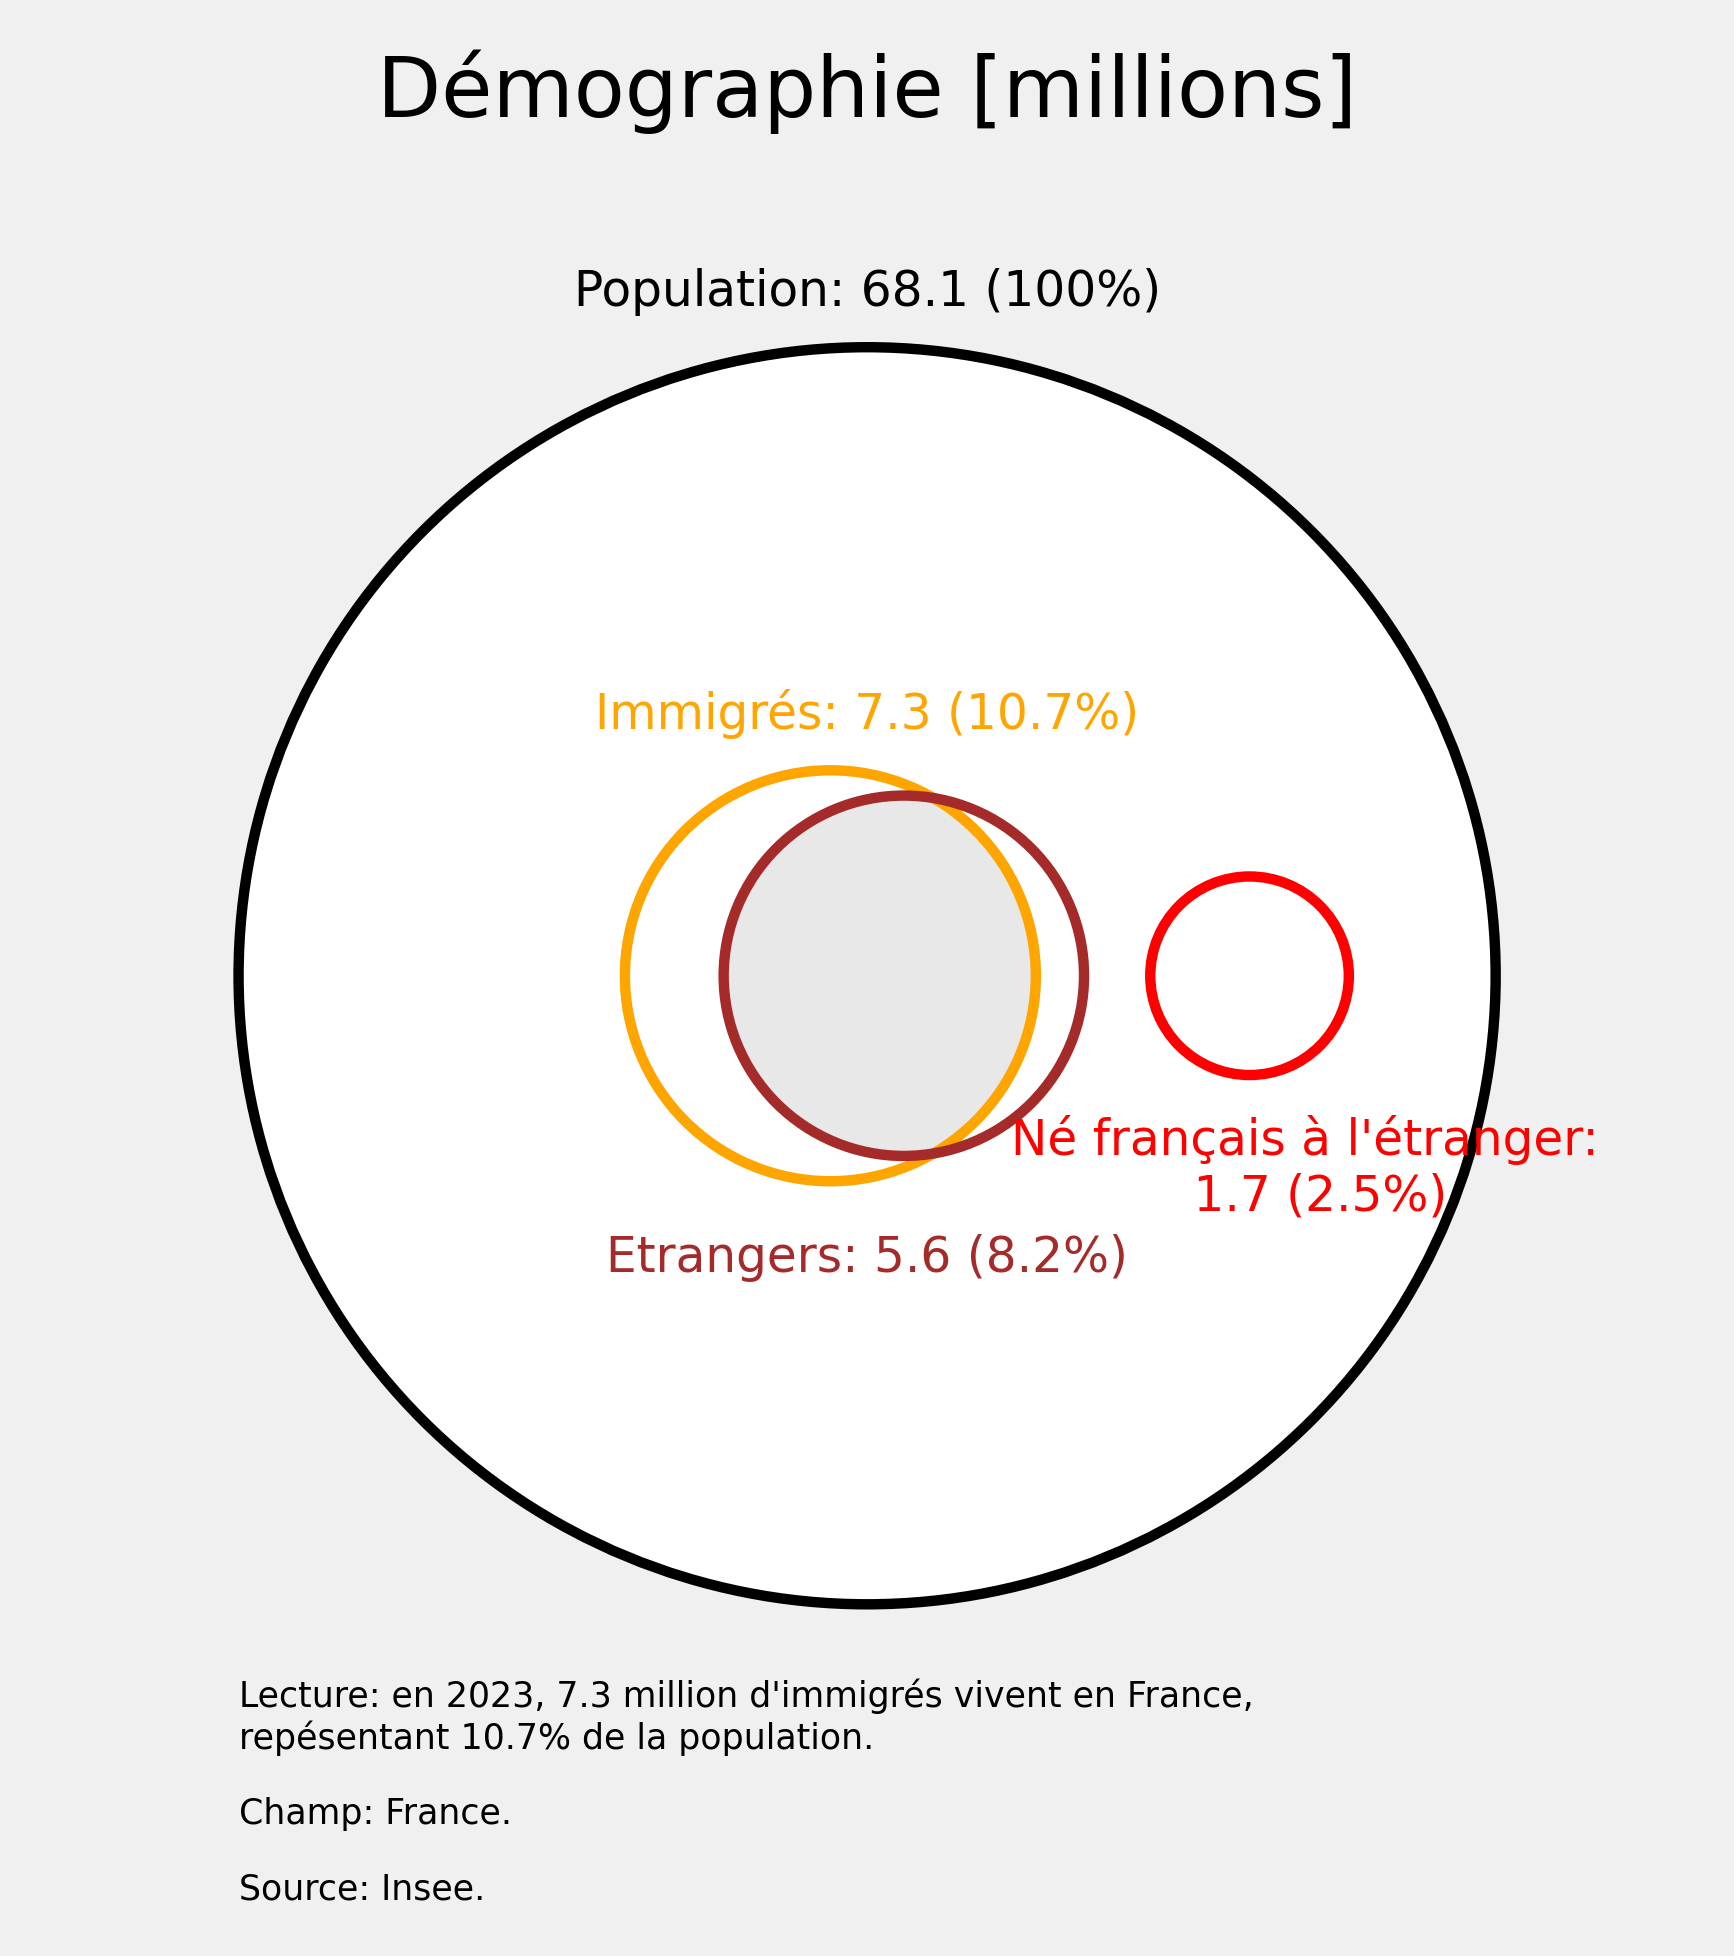 Démographie [millions]
Population: 68.1 (100%)
Immigrés: 7.3 (10.7%)
Né français à l'étranger:
1.7 (2.5%)
Etrangers: 5.6 (8.2%)
Lecture: en 2023, 7.3 million d'immigrés vivent en France,
repésentant 10.7% de la population.
Champ: France.
Source: Insee.